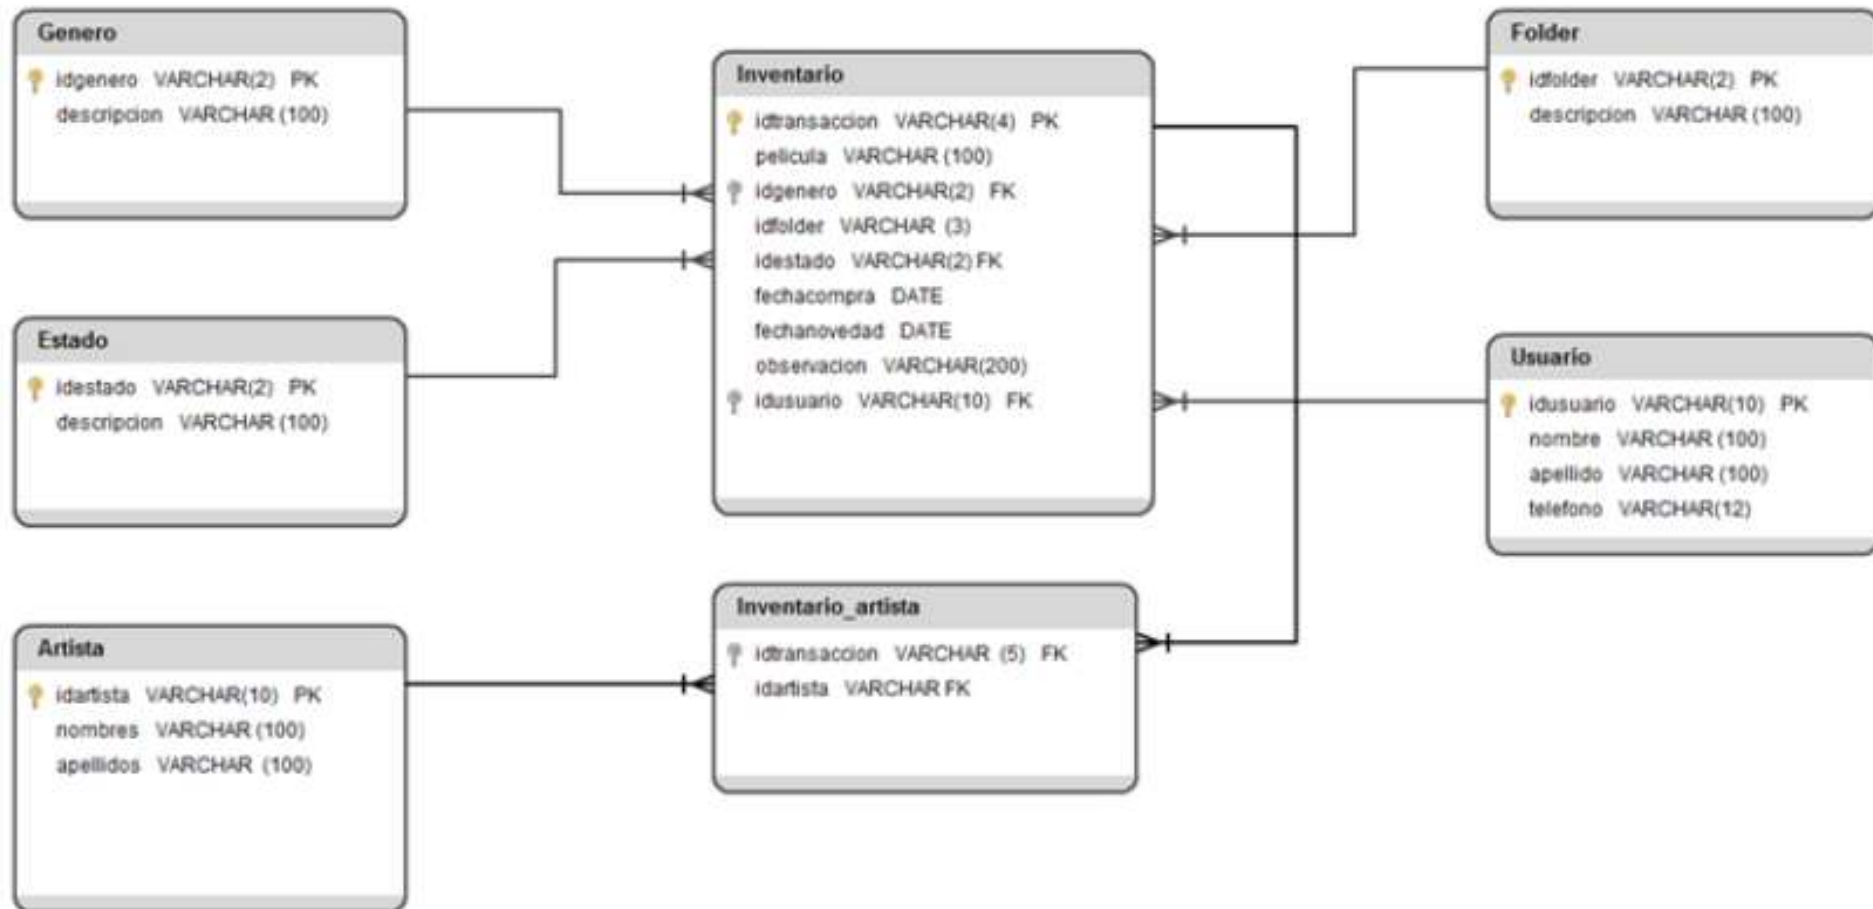 Genero
idgenero VARCHAR(2) PK
descripcion VARCHAR (100)
Estado
idestado VARCHAR(2) PK
descripcion VARCHAR (100)
Artista
idartista VARCHAR(10) PK
nombres VARCHAR (100)
apellidos VARCHAR (100)
Inventario
idtransaccion VARCHAR(4) PK
pelicula VARCHAR (100)
idgenero VARCHAR(2) FK
idfolder VARCHAR (3)
idestado VARCHAR(2) FK
fechacompra DATE
fechanovedad DATE
observacion VARCHAR(200)
idusuario VARCHAR(10) FK
Inventario_artista
idtransaccion VARCHAR (5) FK
idartista VARCHAR FK
Folder
idfolder VARCHAR(2) PK
descripcion VARCHAR (100)
Usuario
idusuario VARCHAR(10) PK
nombre VARCHAR (100)
apellido VARCHAR (100)
telefono VARCHAR(12)